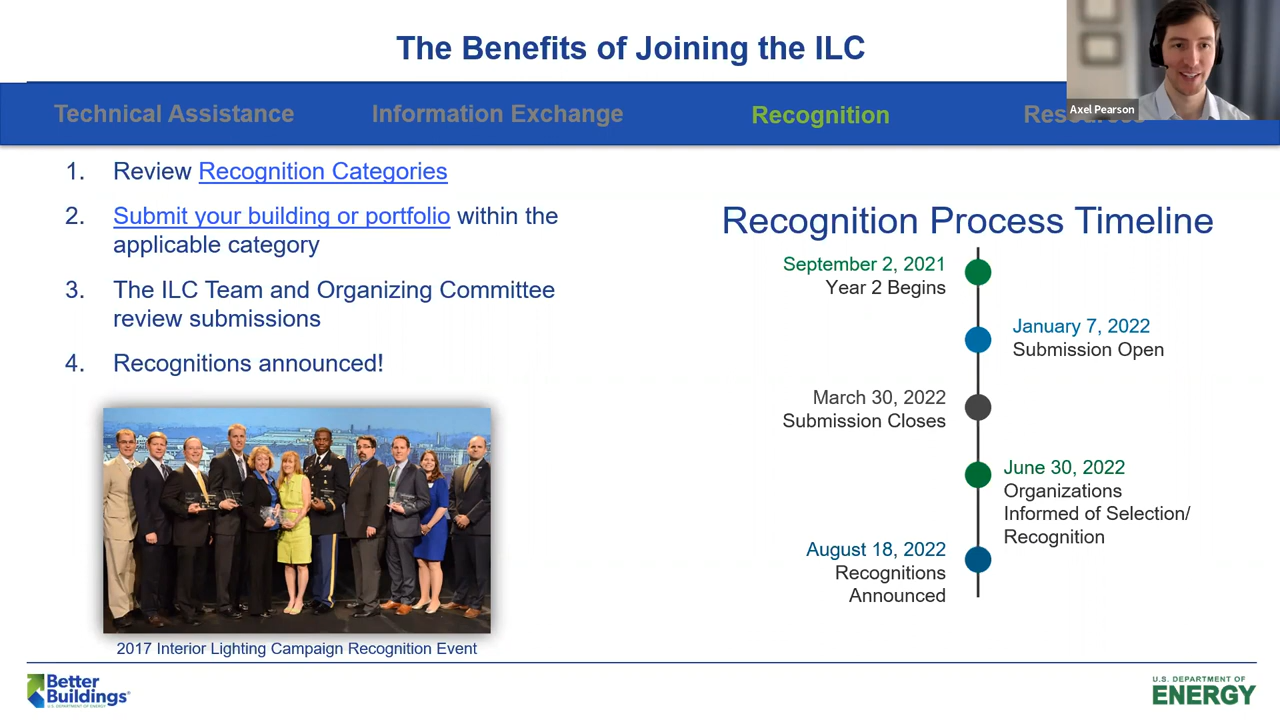 The Benefits of Joining the ILC
Axel Pearson
Technical Assistance
Information Exchange
Recognition
1. Review Recognition Categories
2. Submit your building or portfolio within the
applicable category
3. The ILC Team and Organizing Committee
review submissions
4. Recognitions announced!
2017 Interior Lighting Campaign Recognition Event
Recognition Process Timeline
September 2, 2021
Year 2 Begins
January 7, 2022
Submission Open
March 30, 2022
Submission Closes
June 30, 2022
Organizations
Informed of Selection/
Recognition
August 18, 2022
Recognitions
Announced
Better
Buildings®
U.S. DEPARTMENT OF ENERGY
U.S. DEPARTMENT OF
ENERGY